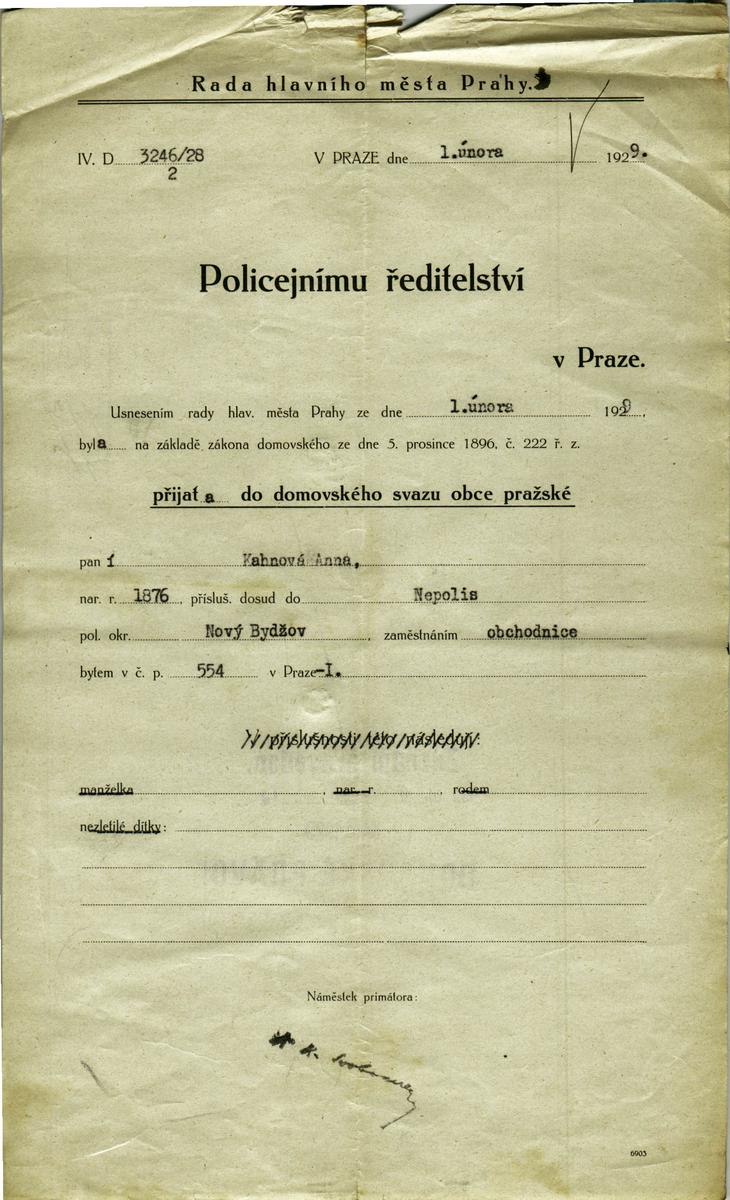 Rada hlavního města Prahy.
IV. D 3246/28 V PRAZE dne 1.února 1929.
2
Policejnímu ředitelství
v Praze.
Usnesením rady hlav. města Prahy ze dne 1.února 1929,
byla na základě zákona domovského ze dne 5. prosince 1896, č. 222 ř. z.
přijata do domovského svazu obce pražské
paní Kahnová Anna,
nar. r. 1876, přísluš. dosud do Nepolis
pol. okr. Nový Bydžov, zaměstnáním obchodnice
bytem v č. p. 554 v Praze-I.
V příslušnosti této následují:
manželka , nar. r. , rodem
nezletilé dítky:
Náměstek primátora:
6903